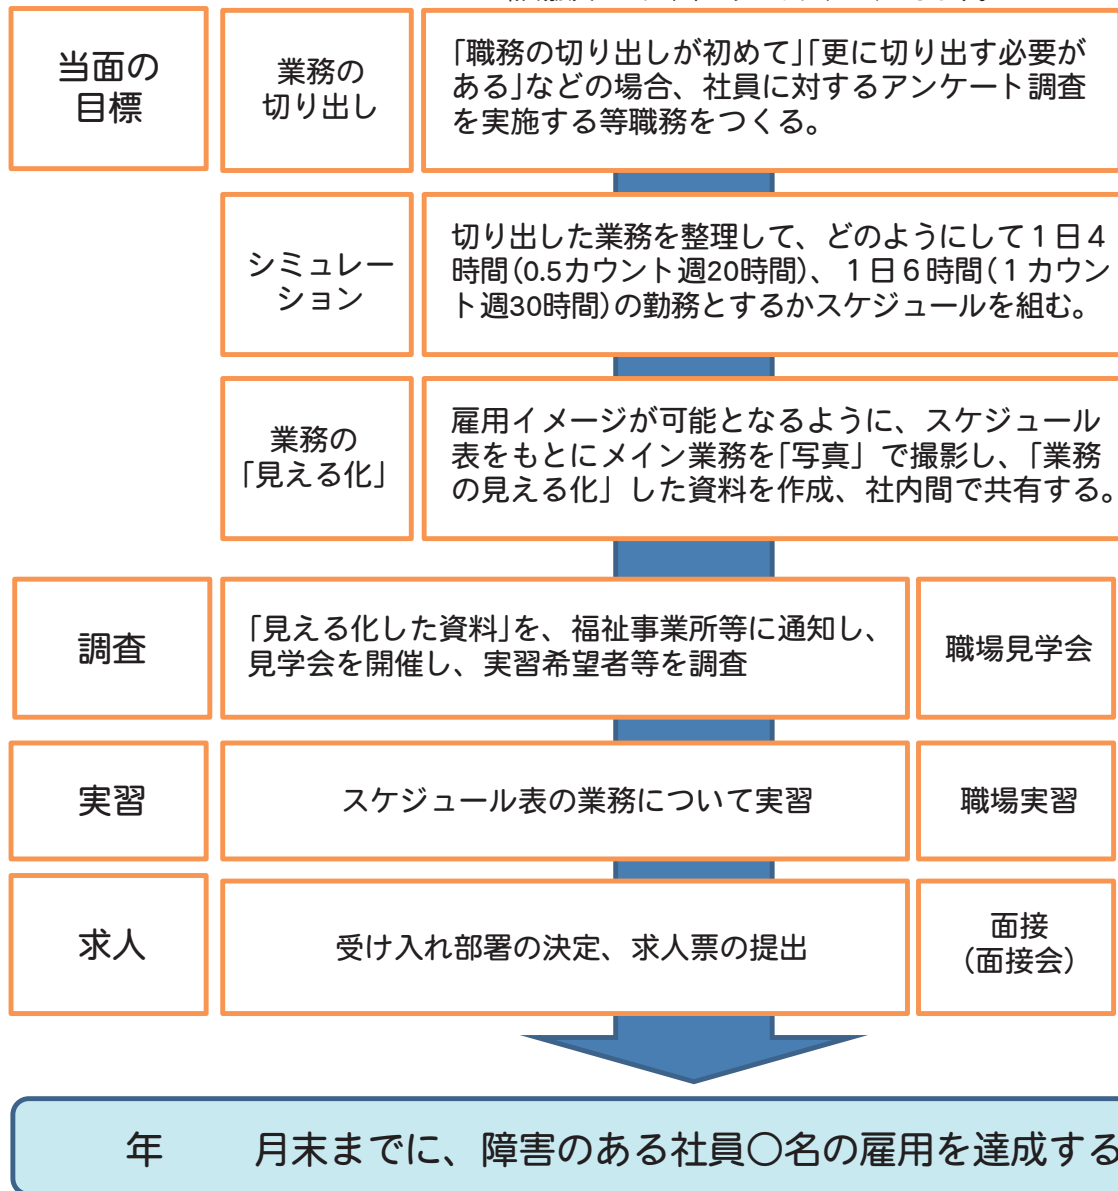 当面の
目標
業務の
切り出し
「職務の切り出しが初めて」「更に切り出す必要が
ある」などの場合、社員に対するアンケート調査
を実施する等職務をつくる。
シミュレー
ション
切り出した業務を整理して、どのようにして１日４
時間（0.5カウント週20時間）、１日６時間（１カウン
ト週30時間）の勤務とするかスケジュールを組む。
業務の
「見える化」
雇用イメージが可能となるように、スケジュール
表をもとにメイン業務を「写真」で撮影し、「業務
の見える化」した資料を作成、社内間で共有する。
調査
「見える化した資料」を、福祉事業所等に通知し、
見学会を開催し、実習希望者等を調査
職場見学会
実習
スケジュール表の業務について実習
職場実習
求人
受け入れ部署の決定、求人票の提出
面接
（面接会）
年　　月末までに、障害のある社員〇名の雇用を達成する